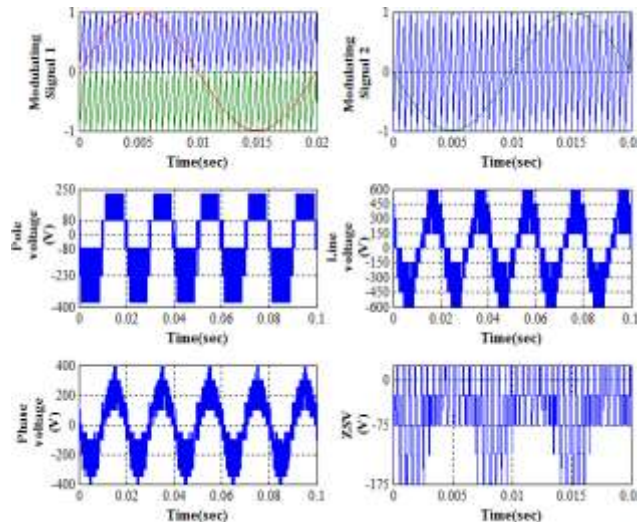 Modulating
Signal 1
1
0
-1
0
0.005
0.01
0.015
0.02
Time(sec)
Modulating
Signal 2
1
0
-1
0
0.005
0.01
0.015
0.0
Time(sec)
Pole
voltage
(V)
250
80
-80
-250
-400
0
0.02
0.04
0.06
0.08
0.1
Time(sec)
Line
voltage
(V)
600
450
300
150
0
-150
-300
-450
-600
0
0.02
0.04
0.06
0.08
0.1
Time(sec)
Phase
voltage
(V)
400
200
0
-200
-400
0
0.02
0.04
0.06
0.08
0.1
Time(sec)
ZSV
(V)
0
-75
-175
0
0.005
0.01
0.015
0.0
Time(sec)